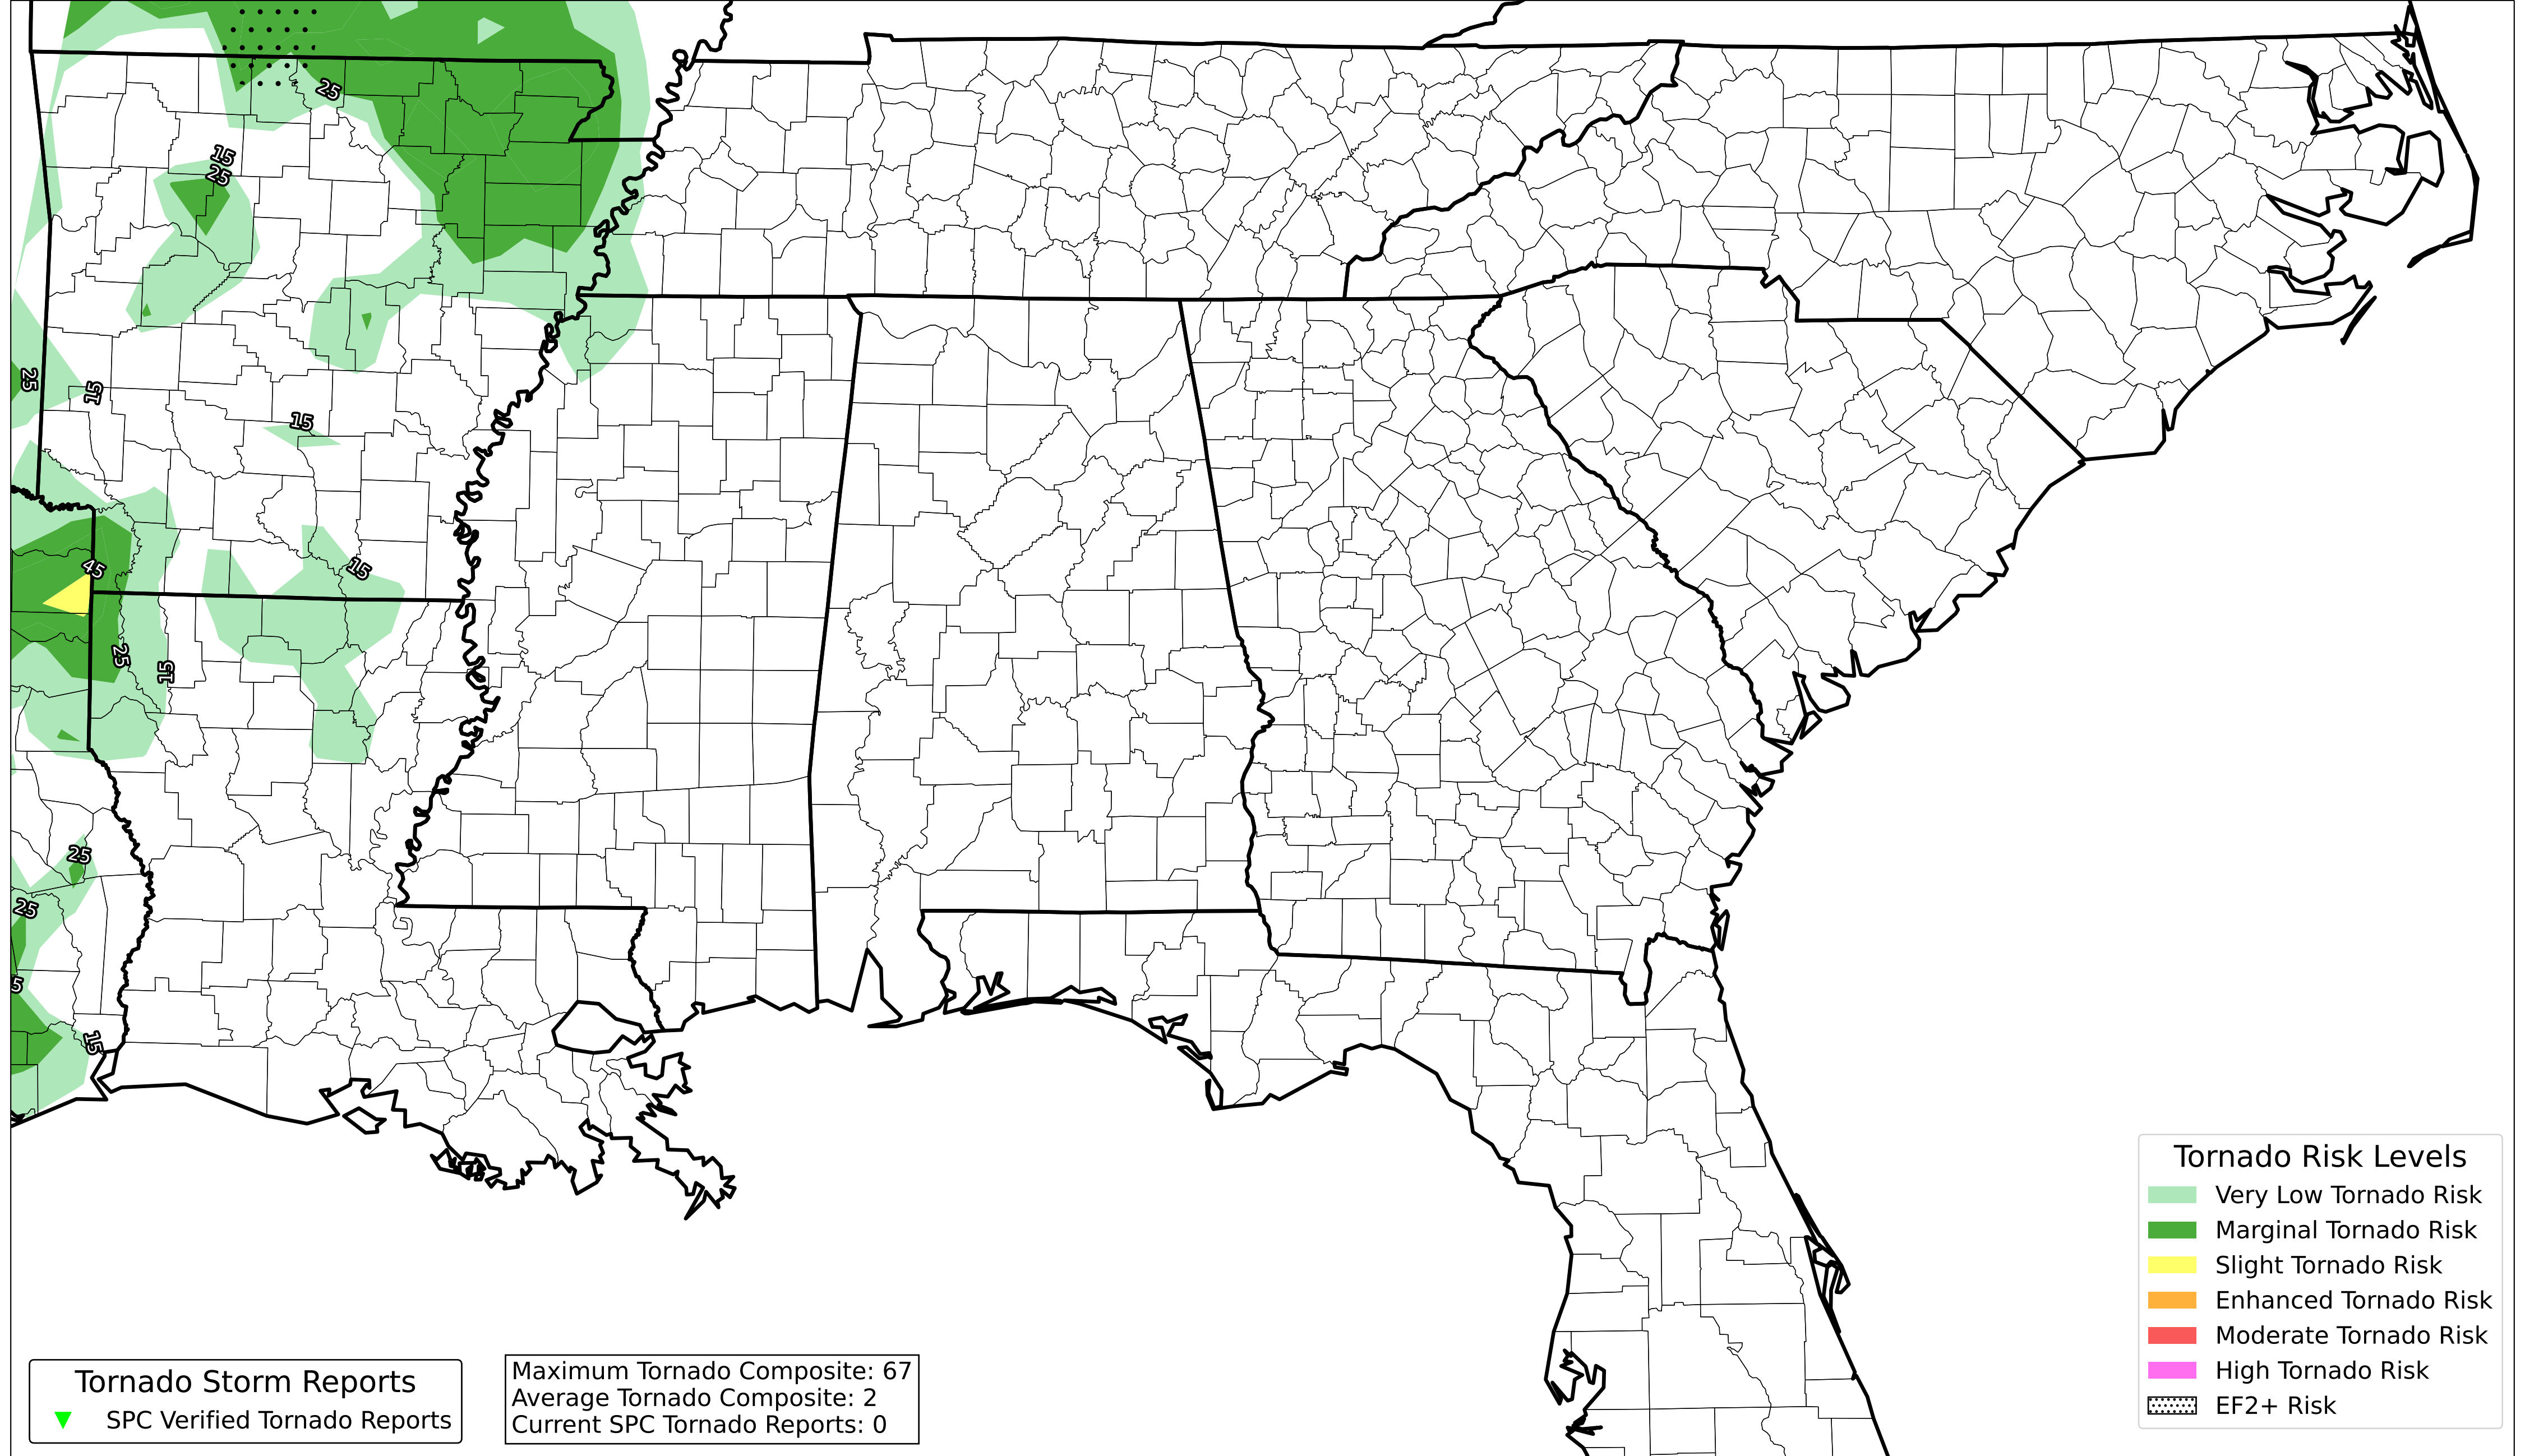 25
15
25
25
15
15
45
15
25
15
25
25
5
15
Tornado Risk Levels
Very Low Tornado Risk
Marginal Tornado Risk
Slight Tornado Risk
Enhanced Tornado Risk
Moderate Tornado Risk
High Tornado Risk
EF2+ Risk
Tornado Storm Reports
SPC Verified Tornado Reports
Maximum Tornado Composite: 67
Average Tornado Composite: 2
Current SPC Tornado Reports: 0